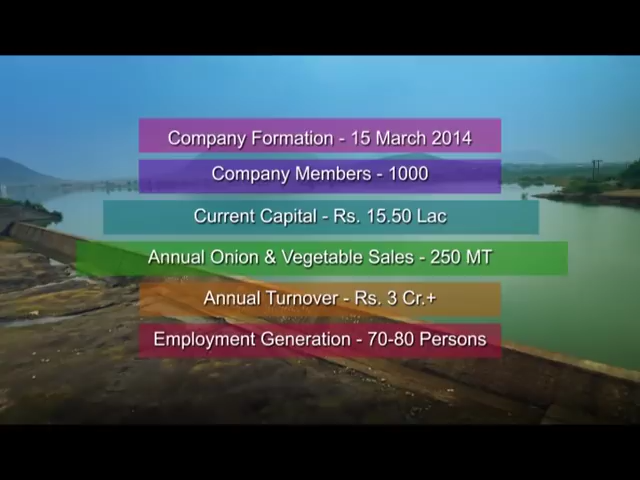 Company Formation - 15 March 2014
Company Members - 1000
Current Capital - Rs. 15.50 Lac
Annual Onion & Vegetable Sales - 250 MT
Annual Turnover - Rs. 3 Cr.+
Employment Generation - 70-80 Persons